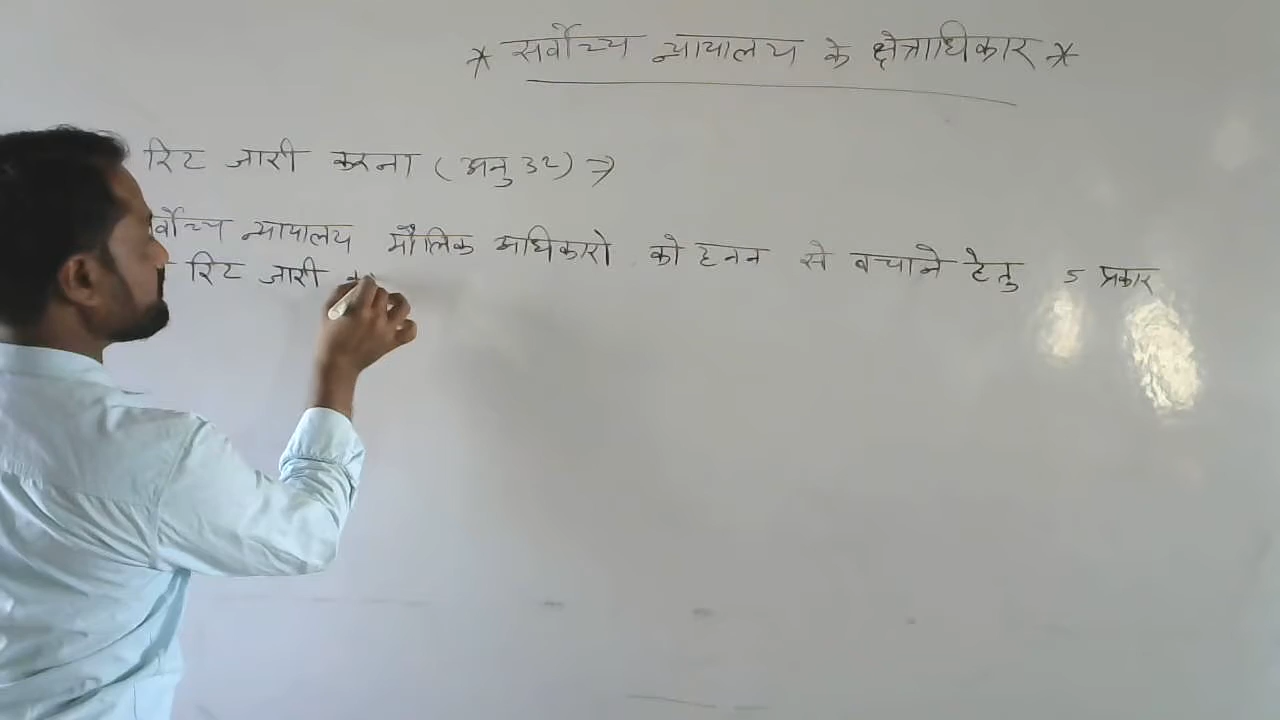 * सर्वोच्च न्यायालय के क्षेत्राधिकार *
रिट जारी करना (अनु 32) →
र्वोच्च न्यायालय मौलिक अधिकारो को हनन से बचाने हेतु 5 प्रकार
रिट जारी